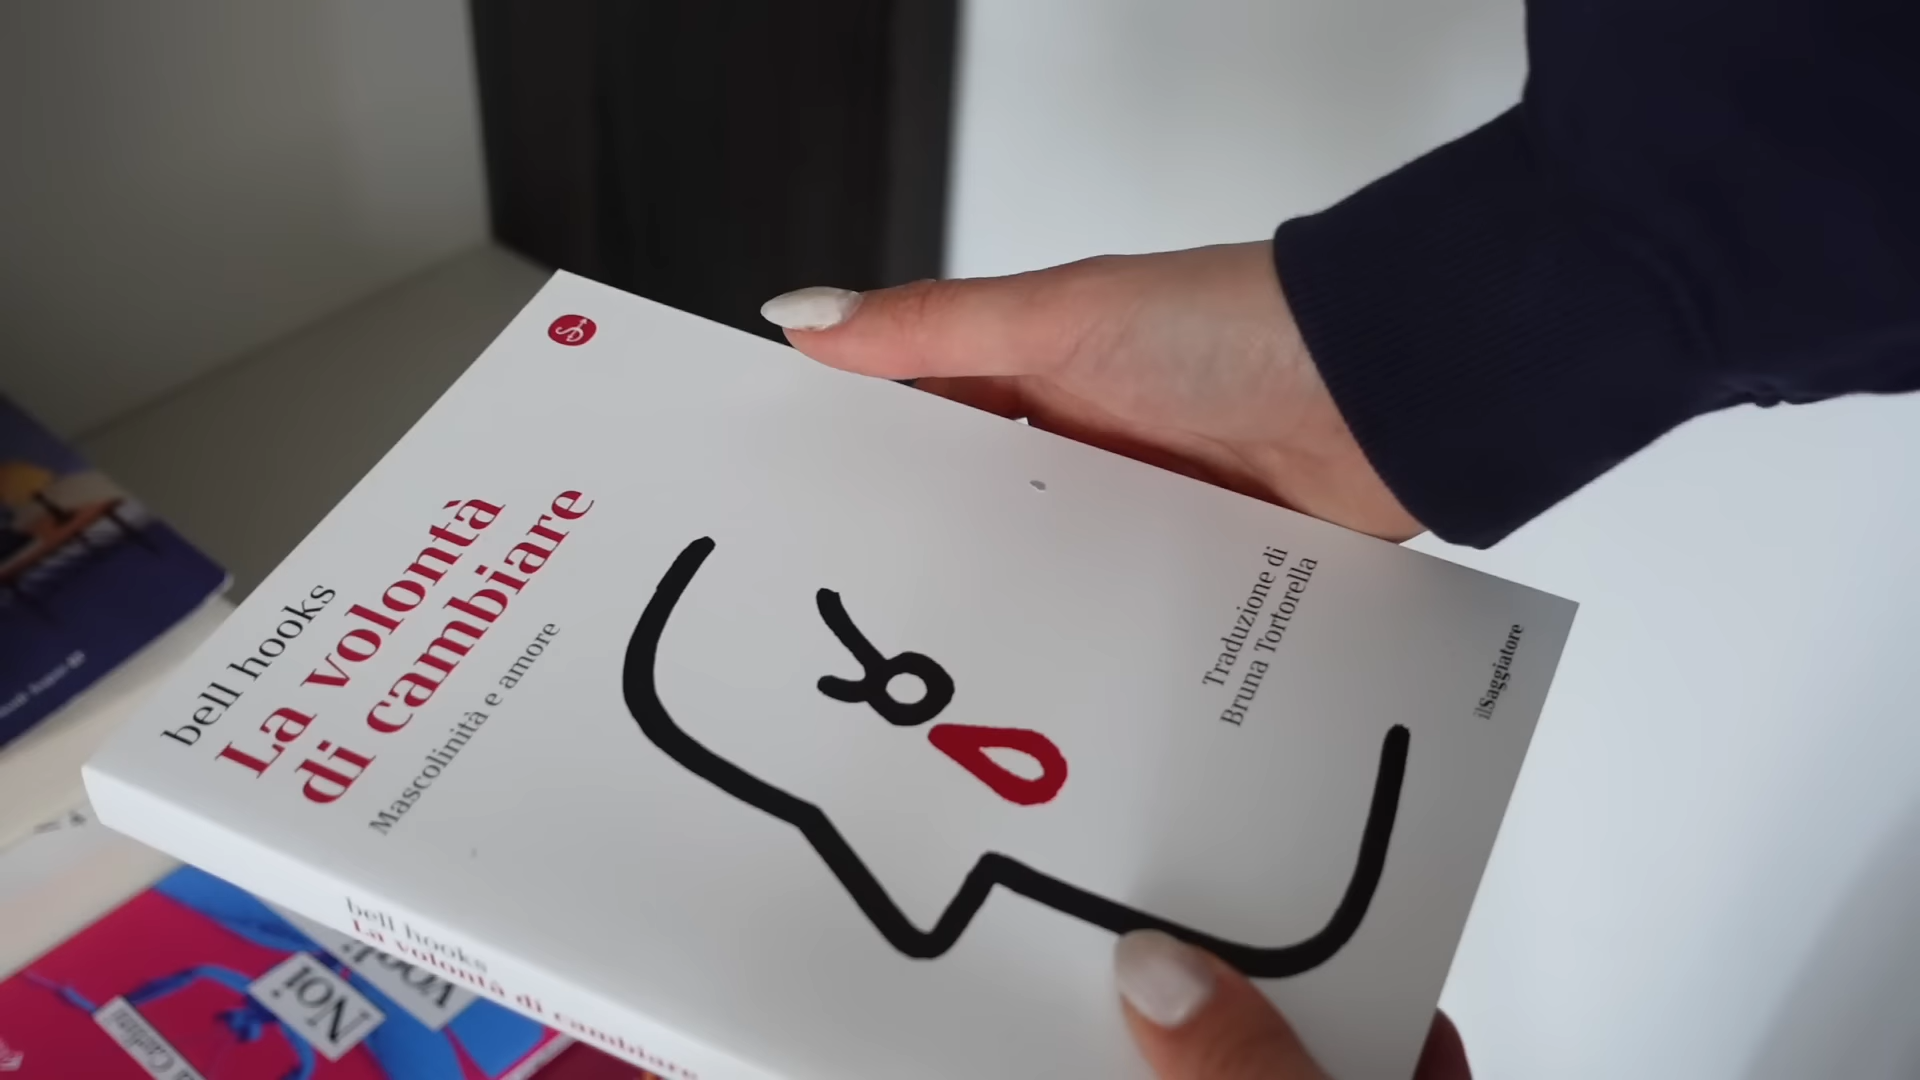 bell hooks
La volontà
di cambiare
Mascolinità e amore
Traduzione di
Bruna Tortorella
ilSaggiatore
bell hooks
La volontà di cambiare
Noi